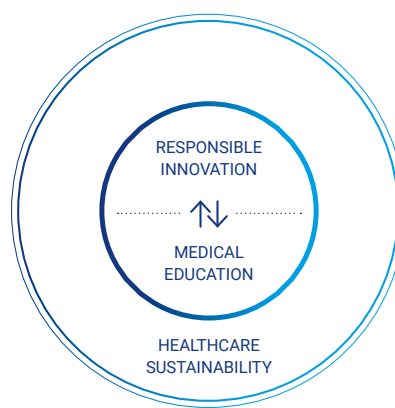 RESPONSIBLE
INNOVATION
MEDICAL
EDUCATION
HEALTHCARE
SUSTAINABILITY